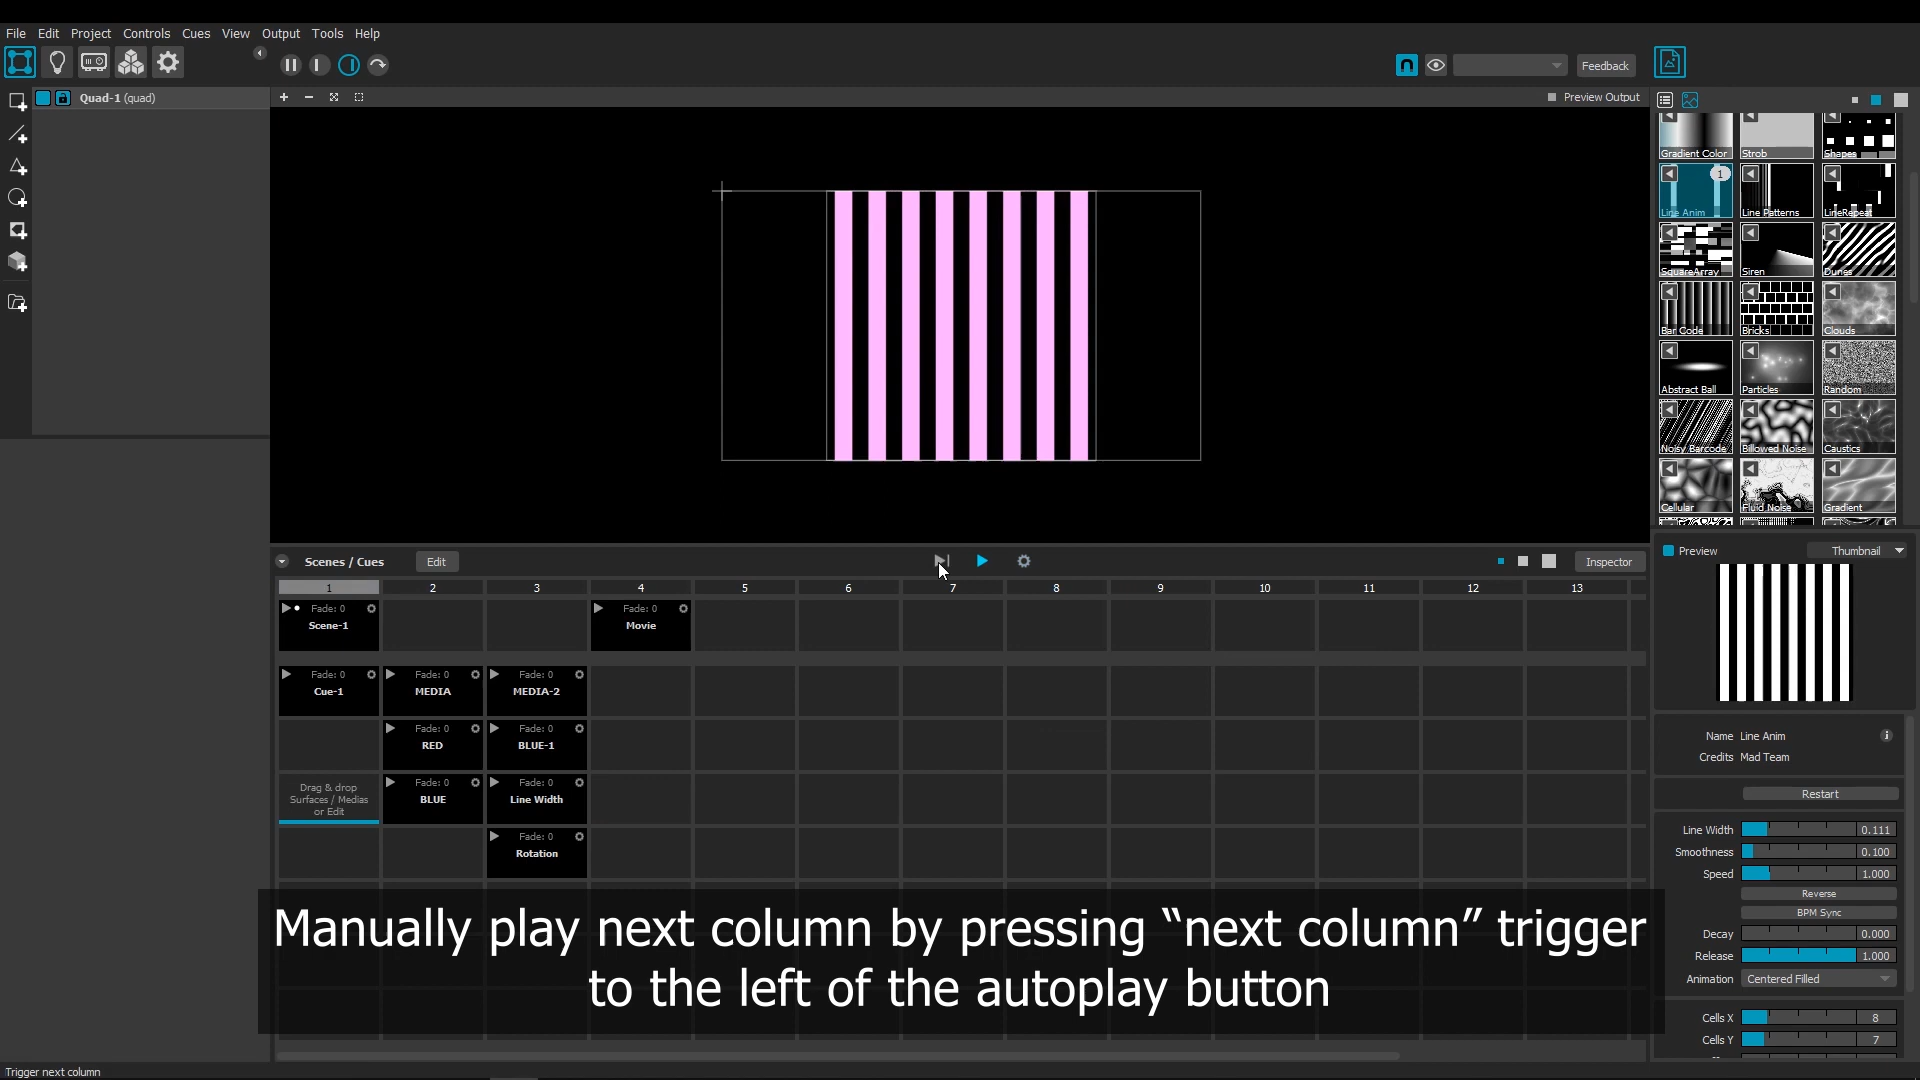 File Edit Project Controls Cues View Output Tools Help
Feedback
Quad-1 (quad)
Preview Output
Gradient Color Strob Shapes
1
Line Anim Line Patterns LineRepeat
SquareArray Siren Dunes
Bar Code Bricks Clouds
Abstract Ball Particles Random
Noisy Barcode Billowed Noise Caustics
Cellular Fluid Noise Gradient
Scenes / Cues Edit Inspector
1 2 3 4 5 6 7 8 9 10 11 12 13
Fade: 0 Fade: 0
Scene-1 Movie
Fade: 0 Fade: 0 Fade: 0
Cue-1 MEDIA MEDIA-2
Fade: 0 Fade: 0
RED BLUE-1
Drag & drop
Surfaces / Medias
or Edit
Fade: 0 Fade: 0
BLUE Line Width
Fade: 0
Rotation
Preview Thumbnail
Name Line Anim i
Credits Mad Team
Restart
Line Width 0.111
Smoothness 0.100
Speed 1.000
Reverse
BPM Sync
Decay 0.000
Release 1.000
Animation Centered Filled
Cells X 8
Cells Y 7
Manually play next column by pressing “next column” trigger
to the left of the autoplay button
Trigger next column